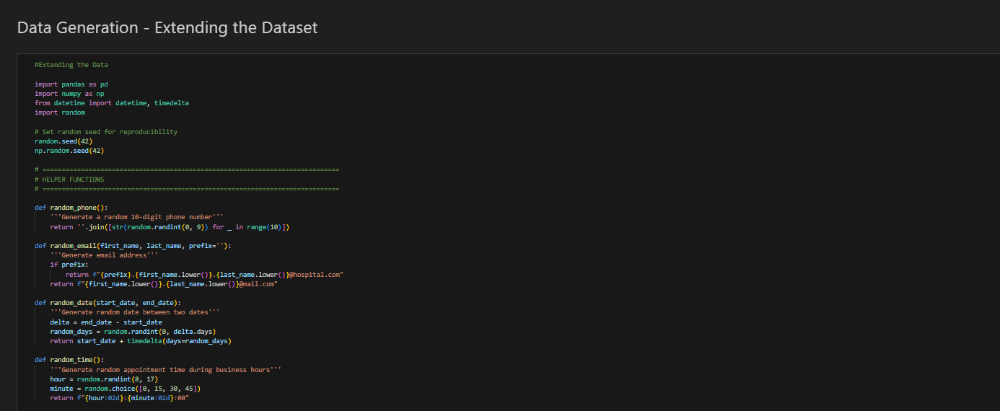 Data Generation - Extending the Dataset
#Extending the Data
import pandas as pd
import numpy as np
from datetime import datetime, timedelta
import random
# Set random seed for reproducibility
random.seed(42)
np.random.seed(42)
# =============================================================================
# HELPER FUNCTIONS
# =============================================================================
def random_phone():
    '''Generate a random 10-digit phone number'''
    return ''.join([str(random.randint(0, 9)) for _ in range(10)])
def random_email(first_name, last_name, prefix=''):
    '''Generate email address'''
    if prefix:
        return f"{prefix}.{first_name.lower()}.{last_name.lower()}@hospital.com"
    return f"{first_name.lower()}.{last_name.lower()}@mail.com"
def random_date(start_date, end_date):
    '''Generate random date between two dates'''
    delta = end_date - start_date
    random_days = random.randint(0, delta.days)
    return start_date + timedelta(days=random_days)
def random_time():
    '''Generate random appointment time during business hours'''
    hour = random.randint(8, 17)
    minute = random.choice([0, 15, 30, 45])
    return f"{hour:02d}:{minute:02d}:00"